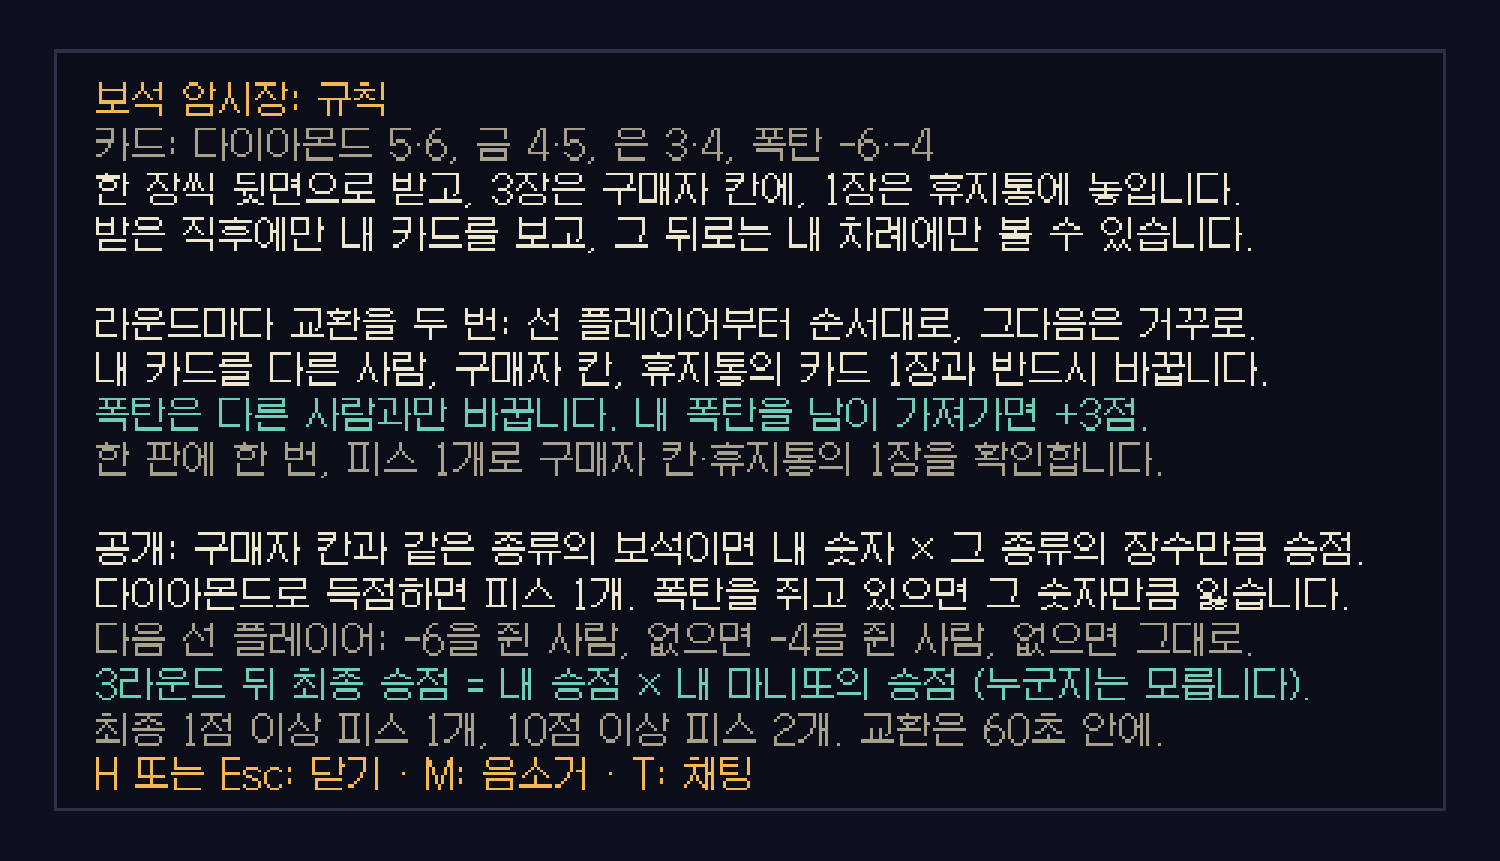 보석 암시장: 규칙
카드: 다이아몬드 5·6, 금 4·5, 은 3·4, 폭탄 -6·-4
한 장씩 뒷면으로 받고, 3장은 구매자 칸에, 1장은 휴지통에 놓입니다.
받은 직후에만 내 카드를 보고, 그 뒤로는 내 차례에만 볼 수 있습니다.
라운드마다 교환을 두 번: 선 플레이어부터 순서대로, 그다음은 거꾸로.
내 카드를 다른 사람, 구매자 칸, 휴지통의 카드 1장과 반드시 바꿉니다.
폭탄은 다른 사람과만 바꿉니다. 내 폭탄을 남이 가져가면 +3점.
한 판에 한 번, 피스 1개로 구매자 칸·휴지통의 1장을 확인합니다.
공개: 구매자 칸과 같은 종류의 보석이면 내 숫자 × 그 종류의 장수만큼 승점.
다이아몬드로 득점하면 피스 1개. 폭탄을 쥐고 있으면 그 숫자만큼 잃습니다.
다음 선 플레이어: -6을 쥔 사람, 없으면 -4를 쥔 사람, 없으면 그대로.
3라운드 뒤 최종 승점 = 내 승점 × 내 마니또의 승점 (누군지는 모릅니다).
최종 1점 이상 피스 1개, 10점 이상 피스 2개. 교환은 60초 안에.
H 또는 Esc: 닫기 · M: 음소거 · T: 채팅